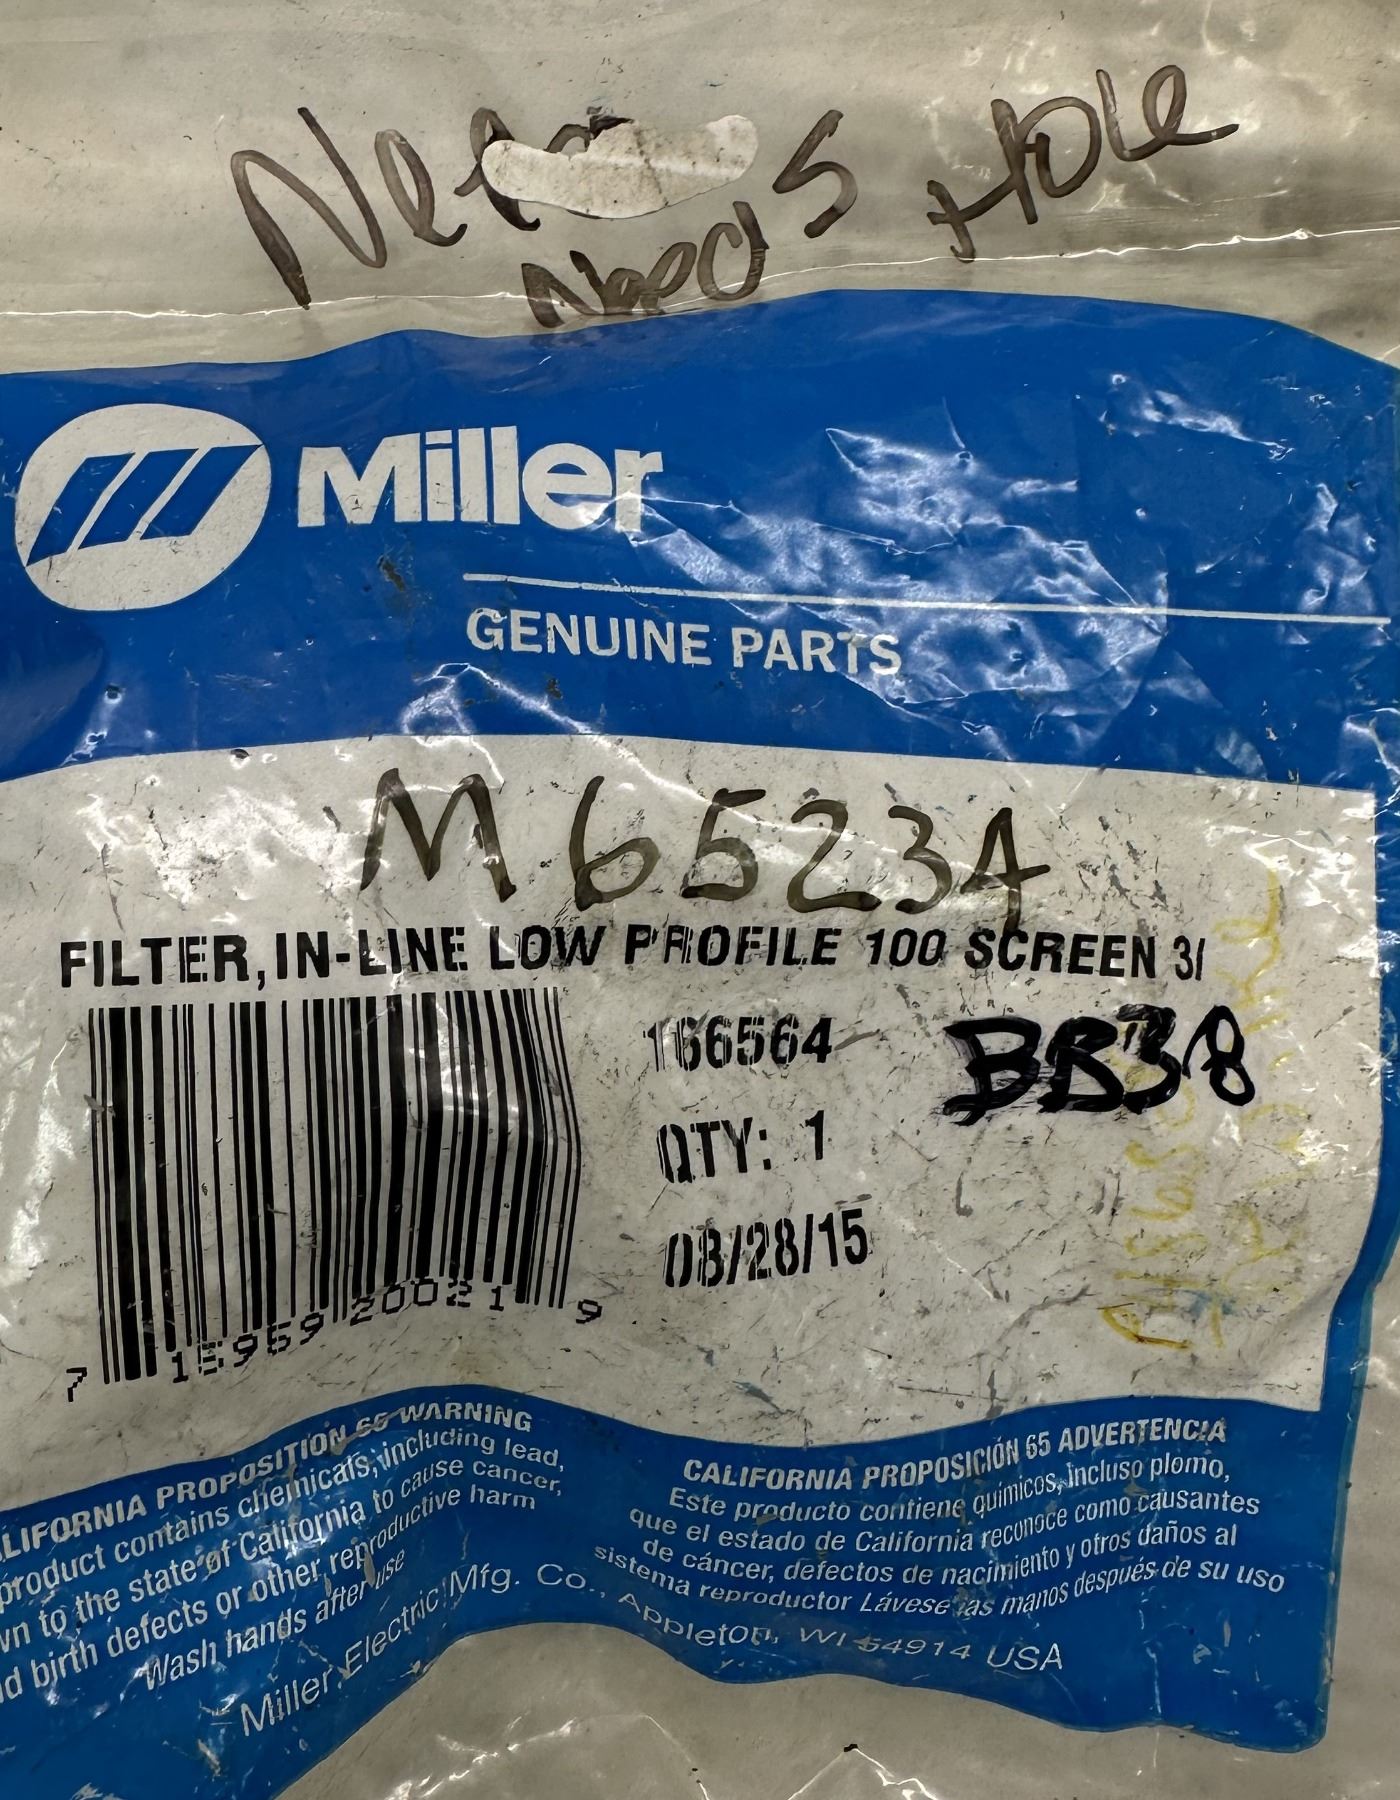 Needs Hole
Miller
GENUINE PARTS
M65234
FILTER, IN-LINE LOW PROFILE 100 SCREEN 3/
166564
BB38
QTY: 1
08/28/15
7 15959 20021 9
CALIFORNIA PROPOSITION 65 WARNING
product contains chemicals, including lead,
to the state of California to cause cancer,
birth defects or other reproductive harm
Wash hands after use
CALIFORNIA PROPOSICIÓN 65 ADVERTENCIA
Este producto contiene químicos, incluso plomo,
que el estado de California reconoce como causantes
de cáncer, defectos de nacimiento y otros daños al
sistema reproductor Lávese las manos después de su uso
Miller Electric Mfg. Co., Appleton, WI 54914 USA